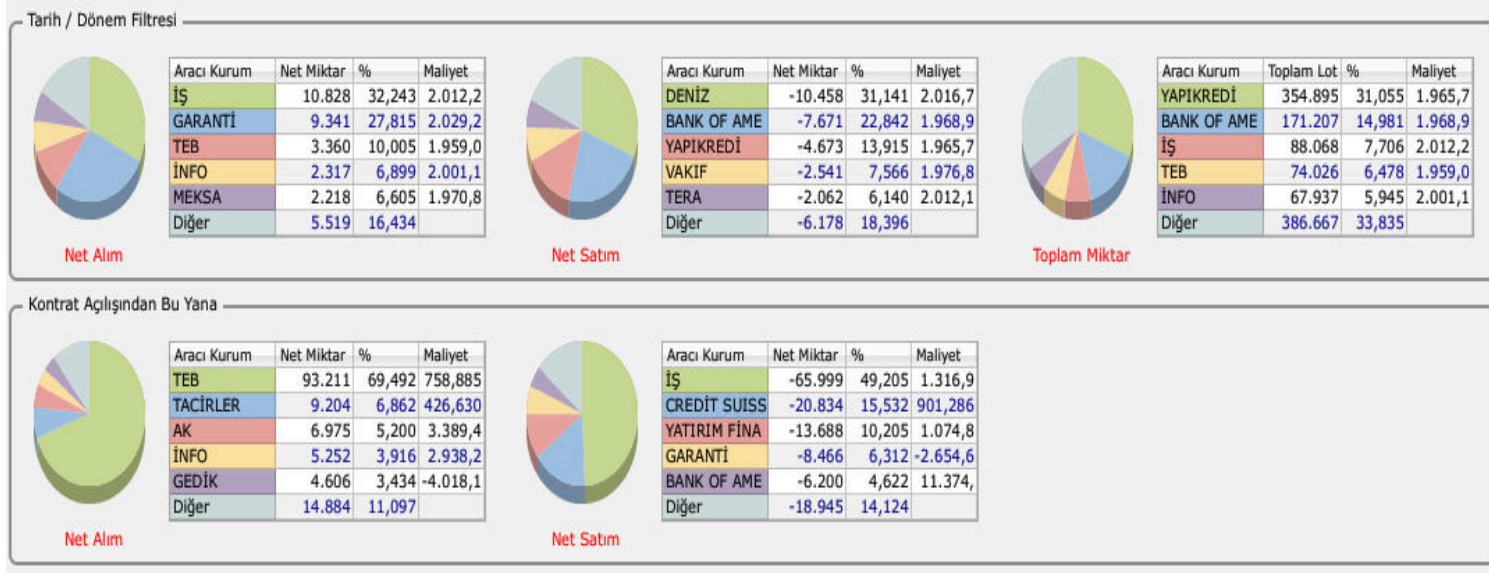 Tarih / Dönem Filtresi
Aracı Kurum Net Miktar % Maliyet
İŞ 10.828 32,243 2.012,2
GARANTİ 9.341 27,815 2.029,2
TEB 3.360 10,005 1.959,0
İNFO 2.317 6,899 2.001,1
MEKSA 2.218 6,605 1.970,8
Diğer 5.519 16,434
Net Alım
Aracı Kurum Net Miktar % Maliyet
DENİZ -10.458 31,141 2.016,7
BANK OF AME -7.671 22,842 1.968,9
YAPIKREDİ -4.673 13,915 1.965,7
VAKIF -2.541 7,566 1.976,8
TERA -2.062 6,140 2.012,1
Diğer -6.178 18,396
Net Satım
Aracı Kurum Toplam Lot % Maliyet
YAPIKREDİ 354.895 31,055 1.965,7
BANK OF AME 171.207 14,981 1.968,9
İŞ 88.068 7,706 2.012,2
TEB 74.026 6,478 1.959,0
İNFO 67.937 5,945 2.001,1
Diğer 386.667 33,835
Toplam Miktar
Kontrat Açılışından Bu Yana
Aracı Kurum Net Miktar % Maliyet
TEB 93.211 69,492 758,885
TACİRLER 9.204 6,862 426,630
AK 6.975 5,200 3.389,4
İNFO 5.252 3,916 2.938,2
GEDİK 4.606 3,434 -4.018,1
Diğer 14.884 11,097
Net Alım
Aracı Kurum Net Miktar % Maliyet
İŞ -65.999 49,205 1.316,9
CREDİT SUISS -20.834 15,532 901,286
YATIRIM FİNA -13.688 10,205 1.074,8
GARANTİ -8.466 6,312 -2.654,6
BANK OF AME -6.200 4,622 11.374,
Diğer -18.945 14,124
Net Satım